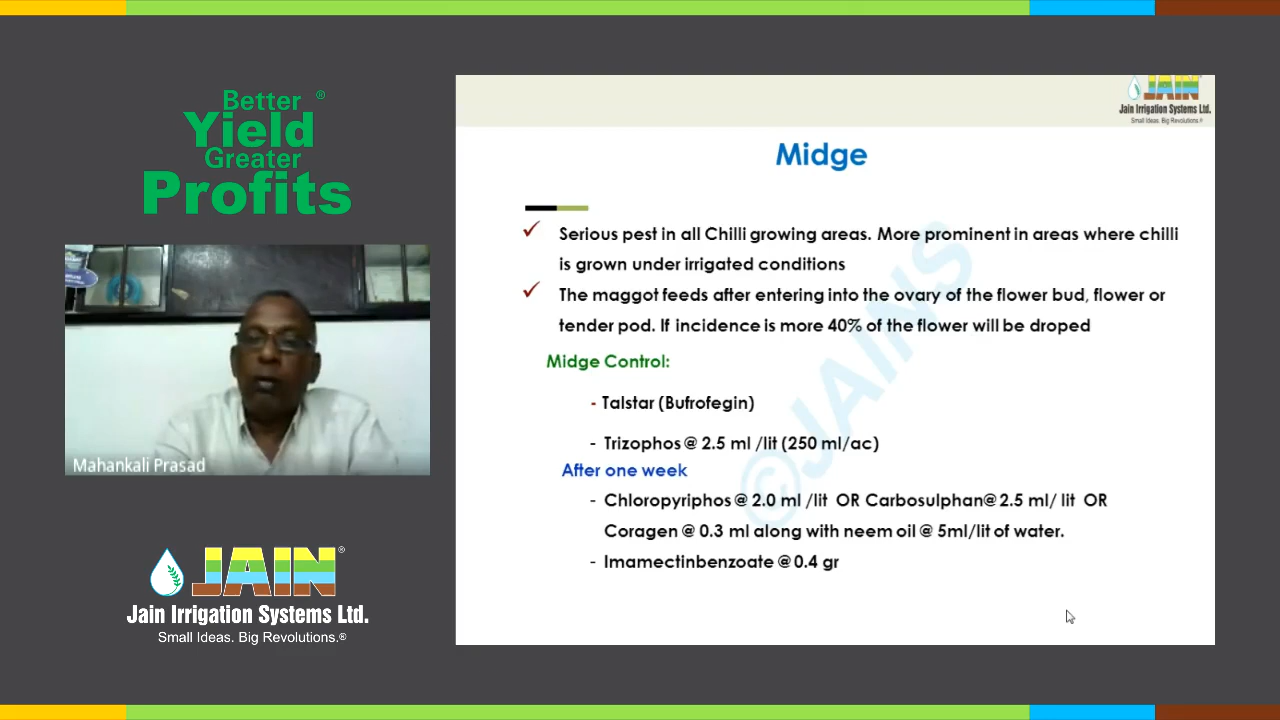 Better ®
Yield
Greater
Profits
Mahankali Prasad
JAIN®
Jain Irrigation Systems Ltd.
Small Ideas. Big Revolutions.®
JAIN
Jain Irrigation Systems Ltd.
Small Ideas. Big Revolutions.®
Midge
✓ Serious pest in all Chilli growing areas. More prominent in areas where chilli
is grown under irrigated conditions
✓ The maggot feeds after entering into the ovary of the flower bud, flower or
tender pod. If incidence is more 40% of the flower will be droped
Midge Control:
- Talstar (Bufrofegin)
- Trizophos @ 2.5 ml /lit (250 ml/ac)
After one week
- Chloropyriphos @ 2.0 ml /lit OR Carbosulphan@ 2.5 ml/ lit OR
Coragen @ 0.3 ml along with neem oil @ 5ml/lit of water.
- Imamectinbenzoate @ 0.4 gr
©JAINS